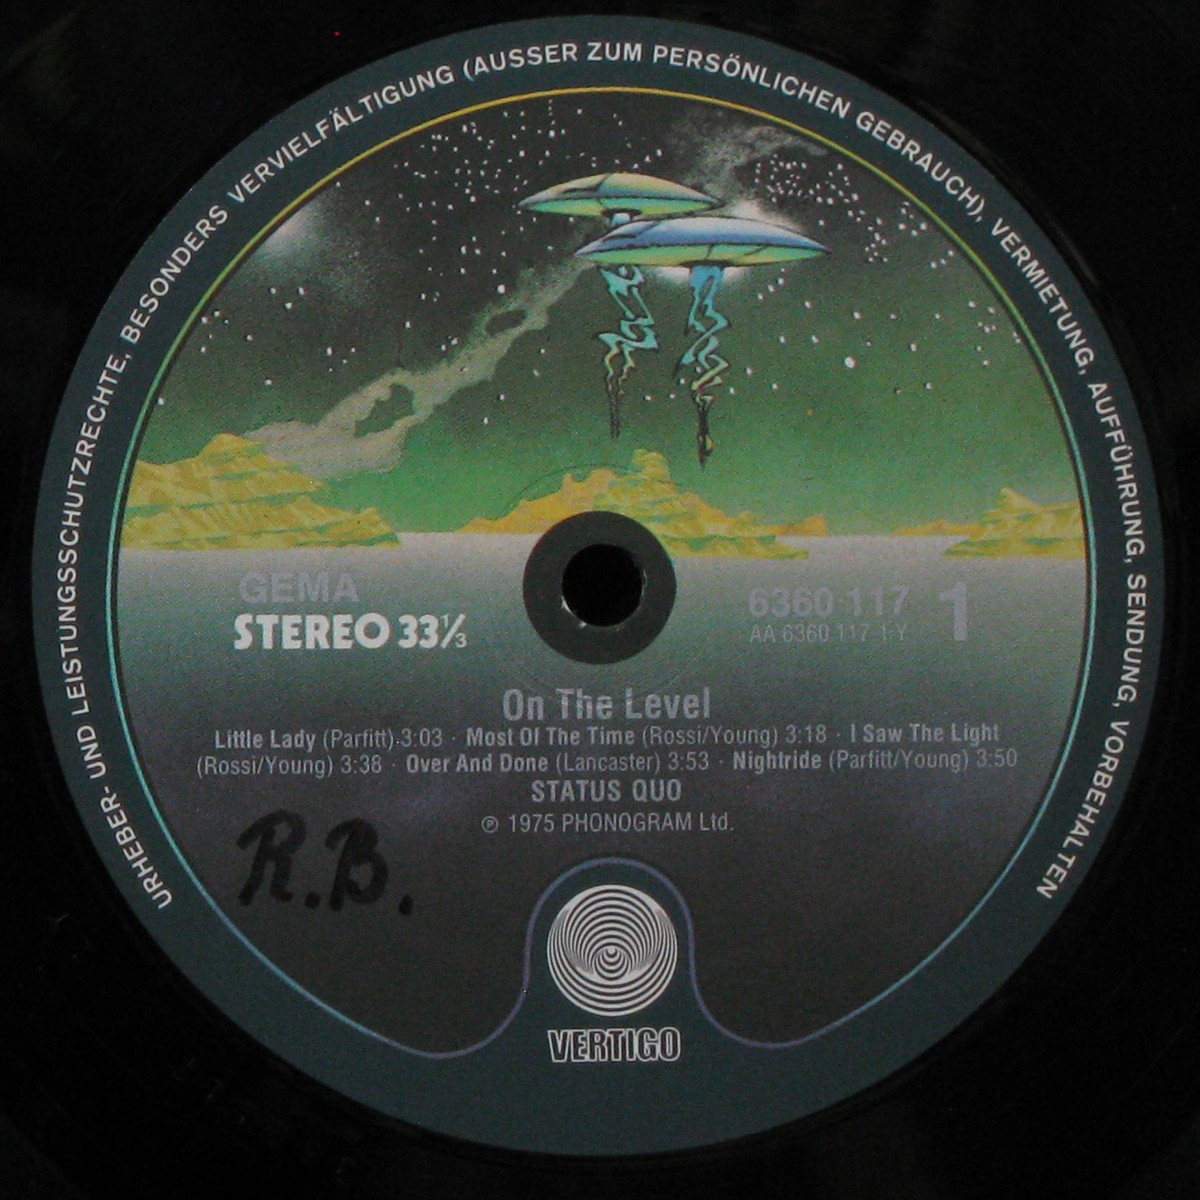 URHEBER- UND LEISTUNGSSCHUTZRECHTE, BESONDERS VERVIELFÄLTIGUNG (AUSSER ZUM PERSÖNLICHEN GEBRAUCH), VERMIETUNG, AUFFÜHRUNG, SENDUNG, VORBEHALTEN
GEMA
STEREO 33⅓
6360 117 1
AA 6360 117 1 Y
On The Level
Little Lady (Parfitt) 3:03 · Most Of The Time (Rossi/Young) 3:18 · I Saw The Light
(Rossi/Young) 3:38 · Over And Done (Lancaster) 3:53 · Nightride (Parfitt/Young) 3:50
STATUS QUO
℗ 1975 PHONOGRAM Ltd.
R.B.
VERTIGO